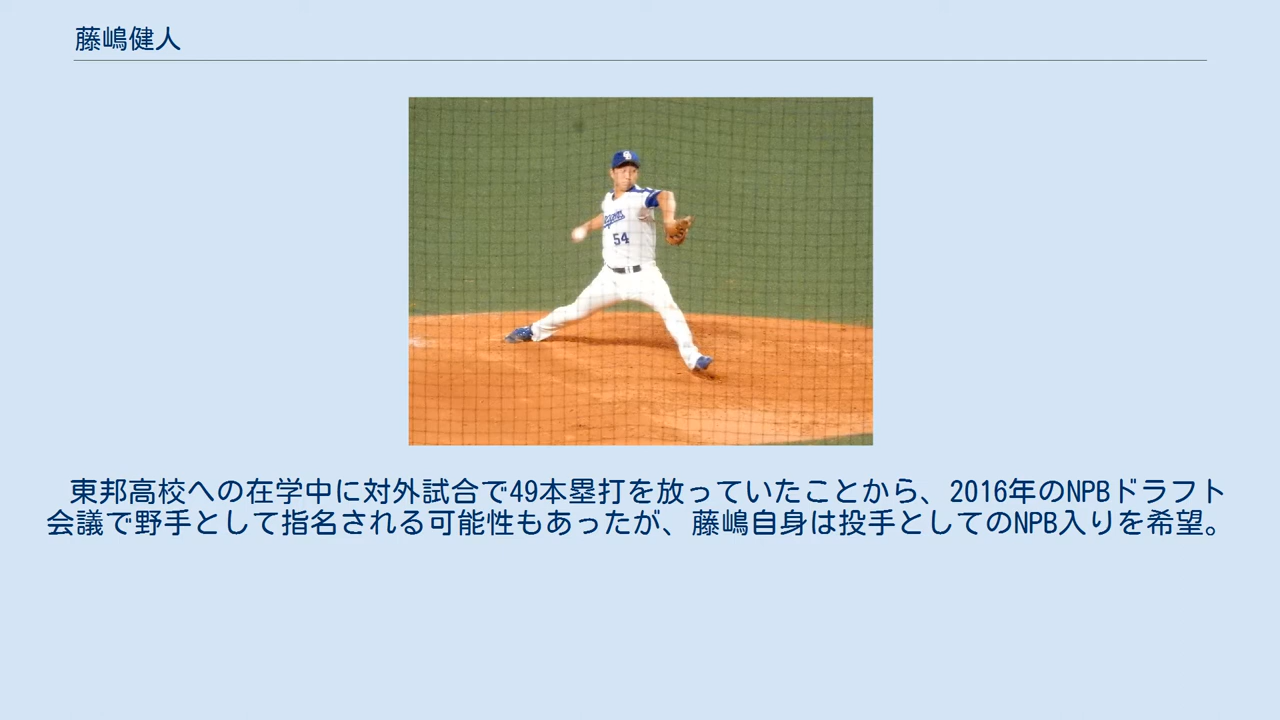 藤嶋健人
54
東邦高校への在学中に対外試合で49本塁打を放っていたことから、2016年のNPBドラフト
会議で野手として指名される可能性もあったが、藤嶋自身は投手としてのNPB入りを希望。